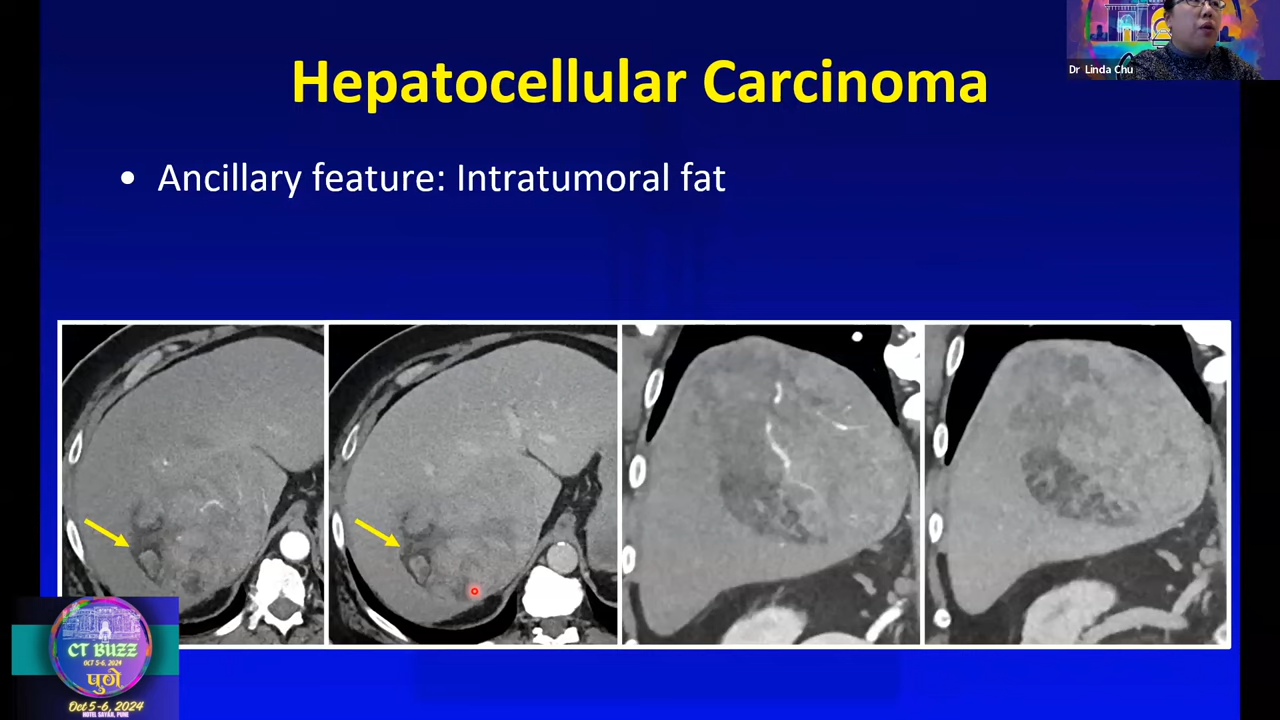 Dr Linda Chu
Hepatocellular Carcinoma
• Ancillary feature: Intratumoral fat
CT BUZZ
OCT 5-6, 2024
पुणे
Oct 5-6, 2024
HOTEL SAYAJI, PUNE